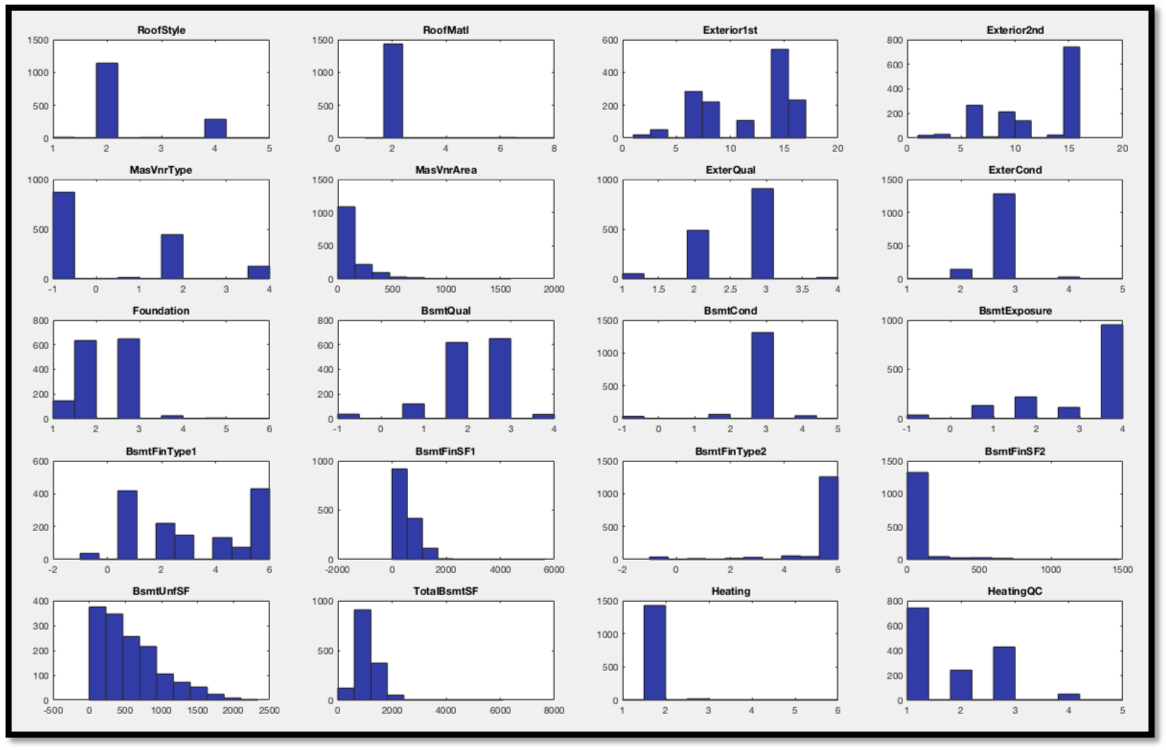 RoofStyle RoofMatl Exterior1st Exterior2nd
1500 1500 600 800
1000 1000 400 600
400
500 500 200 200
0 0 0 0
1 2 3 4 5 0 2 4 6 8 0 5 10 15 20 0 5 10 15 20
MasVnrType MasVnrArea ExterQual ExterCond
1000 1500 1000 1500
1000 1000
500 500 500 500
0 0 0 0
-1 0 1 2 3 4 0 500 1000 1500 2000 1 1.5 2 2.5 3 3.5 4 1 2 3 4 5
Foundation BsmtQual BsmtCond BsmtExposure
800 800 1500 1000
600 600 1000
400 400 500
200 200 500
0 0 0 0
1 2 3 4 5 6 -1 0 1 2 3 4 -1 0 1 2 3 4 5 -1 0 1 2 3 4
BsmtFinType1 BsmtFinSF1 BsmtFinType2 BsmtFinSF2
600 1000 1500 1500
400 1000 1000
500
200 500 500
0 0 0 0
-2 0 2 4 6 -2000 0 2000 4000 6000 -2 0 2 4 6 0 500 1000 1500
BsmtUnfSF TotalBsmtSF Heating HeatingQC
400 1000 1500 800
300 1000 600
200 500 400
100 500 200
0 0 0 0
-500 0 500 1000 1500 2000 2500 0 2000 4000 6000 8000 1 2 3 4 5 6 1 2 3 4 5